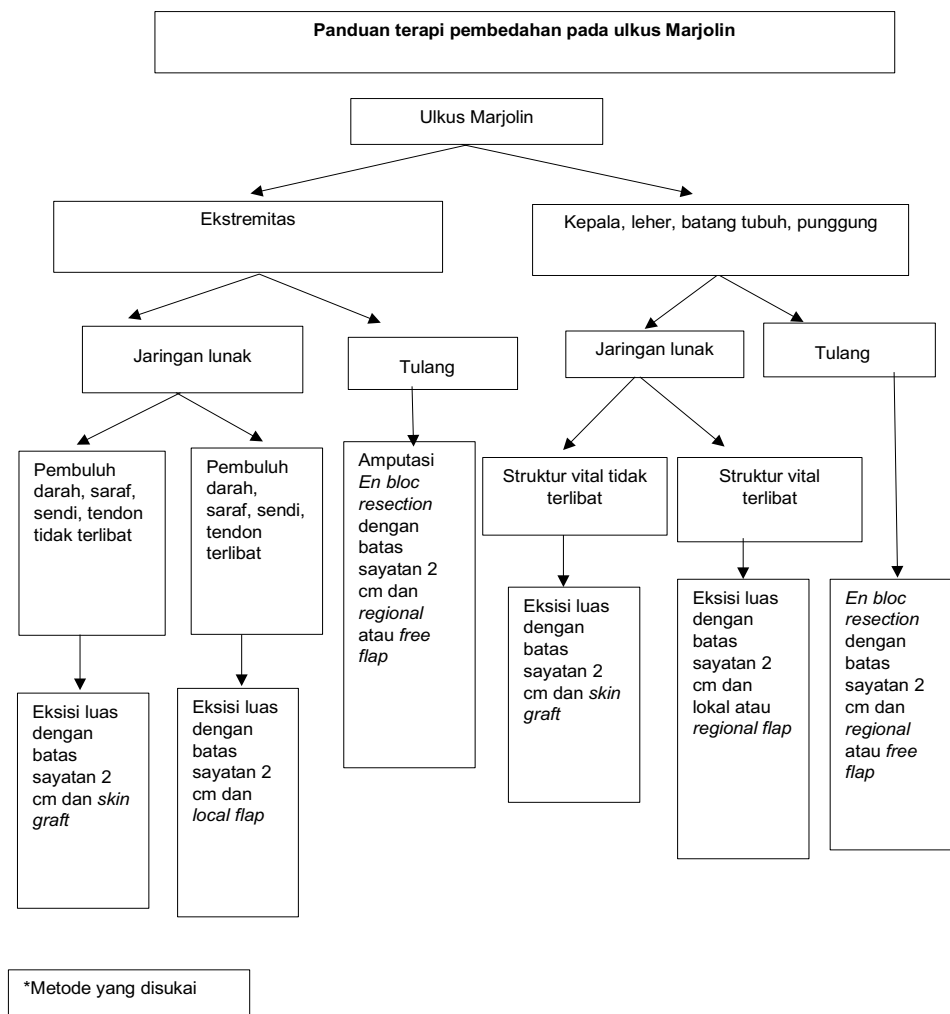 Panduan terapi pembedahan pada ulkus Marjolin
Ulkus Marjolin
Ekstremitas
Kepala, leher, batang tubuh, punggung
Jaringan lunak
Tulang
Jaringan lunak
Tulang
Pembuluh
darah, saraf,
sendi, tendon
tidak terlibat
Pembuluh
darah,
saraf, sendi,
tendon
terlibat
Amputasi
En bloc
resection
dengan
batas
sayatan 2
cm dan
regional
atau free
flap
Struktur vital tidak
terlibat
Struktur vital
terlibat
Eksisi luas
dengan
batas
sayatan 2
cm dan skin
graft
Eksisi luas
dengan
batas
sayatan 2
cm dan
local flap
Eksisi luas
dengan
batas
sayatan 2
cm dan skin
graft
Eksisi luas
dengan
batas
sayatan 2
cm dan
lokal atau
regional flap
En bloc
resection
dengan
batas
sayatan 2
cm dan
regional
atau free
flap
*Metode yang disukai